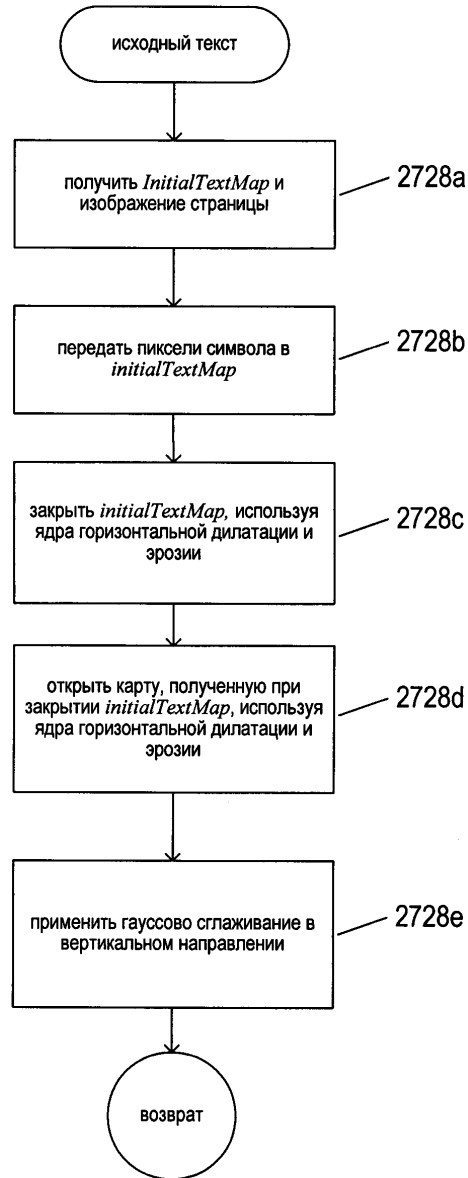 исходный текст
получить InitialTextMap и
изображение страницы
2728a
передать пиксели символа в
initialTextMap
2728b
закрыть initialTextMap, используя
ядра горизонтальной дилатации и
эрозии
2728c
открыть карту, полученную при
закрытии initialTextMap, используя
ядра горизонтальной дилатации и
эрозии
2728d
применить гауссово сглаживание в
вертикальном направлении
2728e
возврат